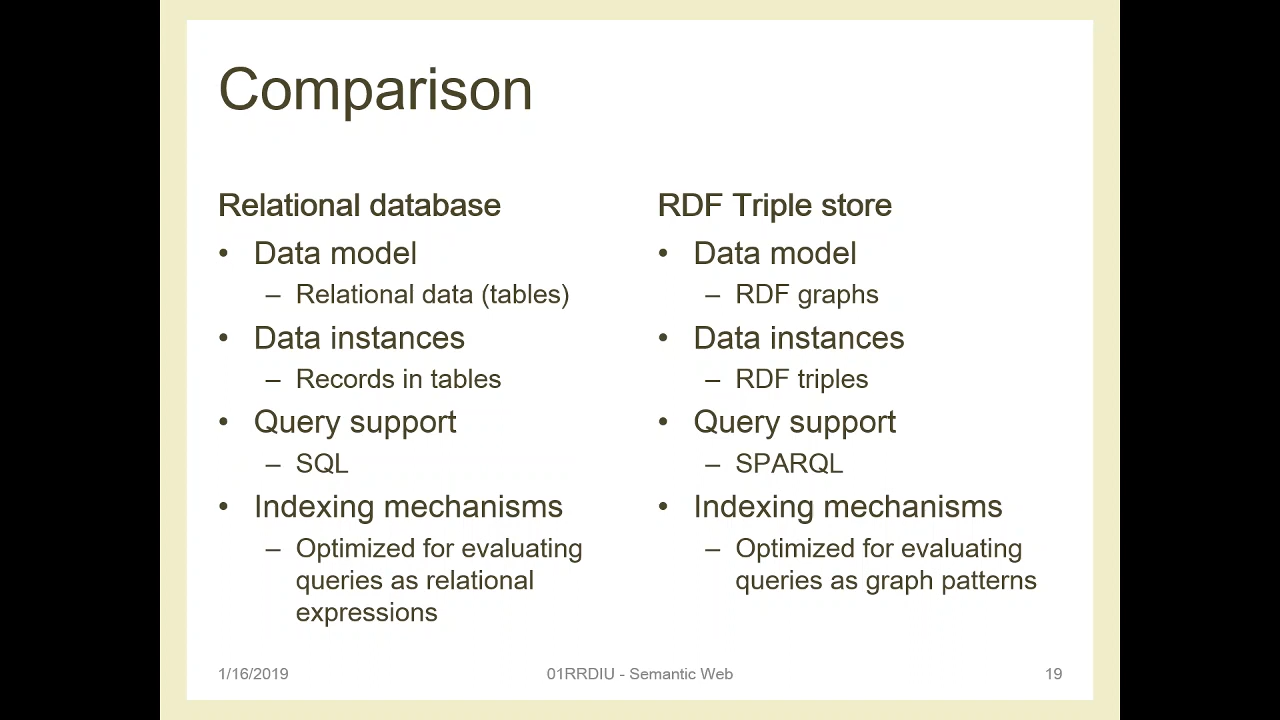 Comparison
Relational database
• Data model
– Relational data (tables)
• Data instances
– Records in tables
• Query support
– SQL
• Indexing mechanisms
– Optimized for evaluating
queries as relational
expressions
RDF Triple store
• Data model
– RDF graphs
• Data instances
– RDF triples
• Query support
– SPARQL
• Indexing mechanisms
– Optimized for evaluating
queries as graph patterns
1/16/2019
01RRDIU - Semantic Web
19